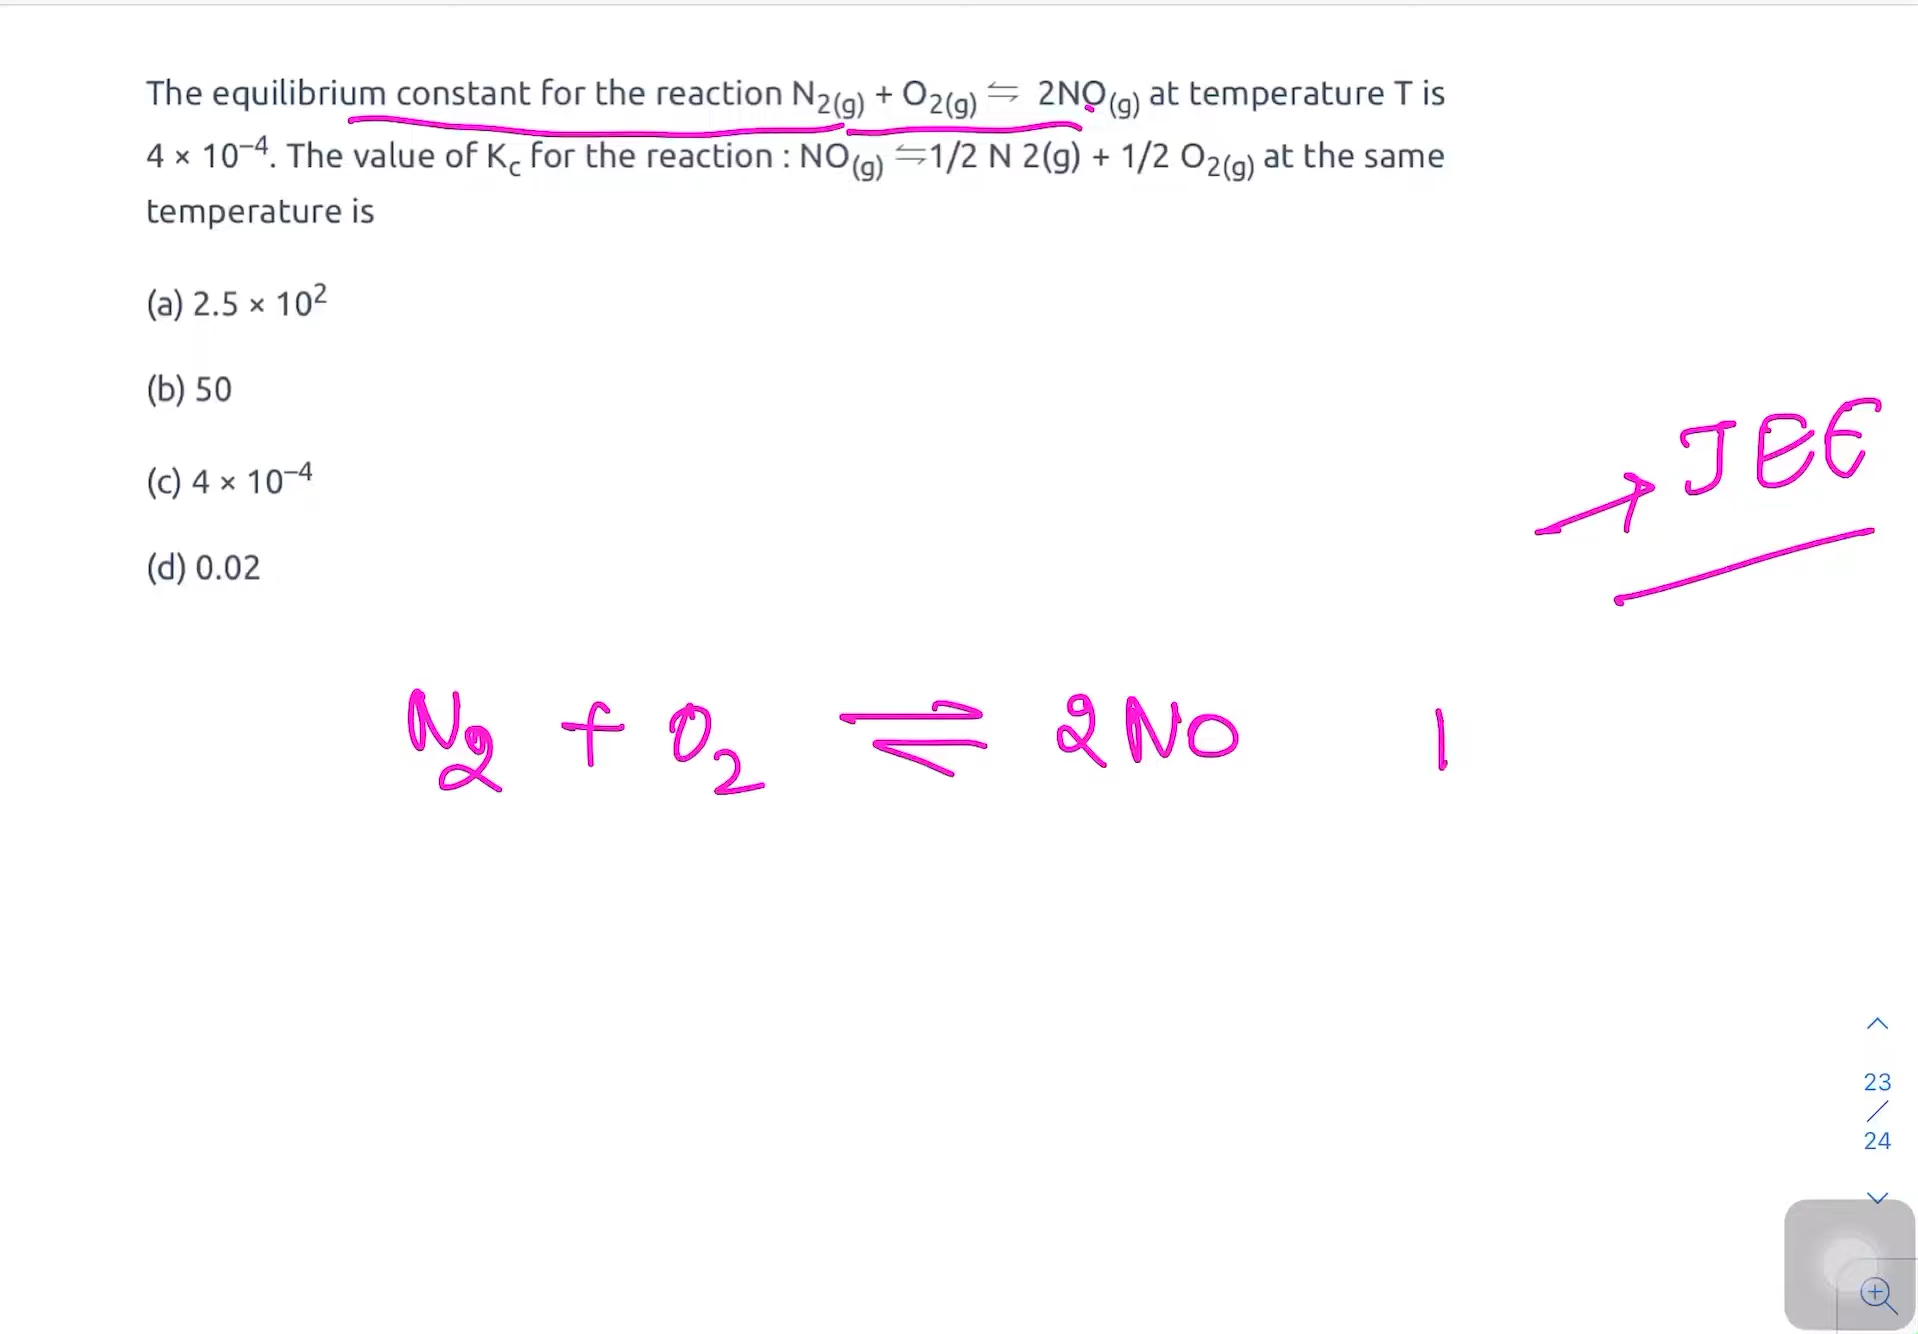 The equilibrium constant for the reaction N₂(g) + O₂(g) ⇋ 2NO(g) at temperature T is
4 × 10⁻⁴. The value of Kc for the reaction : NO(g) ⇋1/2 N 2(g) + 1/2 O₂(g) at the same
temperature is
(a) 2.5 × 10²
(b) 50
(c) 4 × 10⁻⁴
(d) 0.02
→ JEE
N₂ + O₂ ⇌ 2NO |
23
/
24